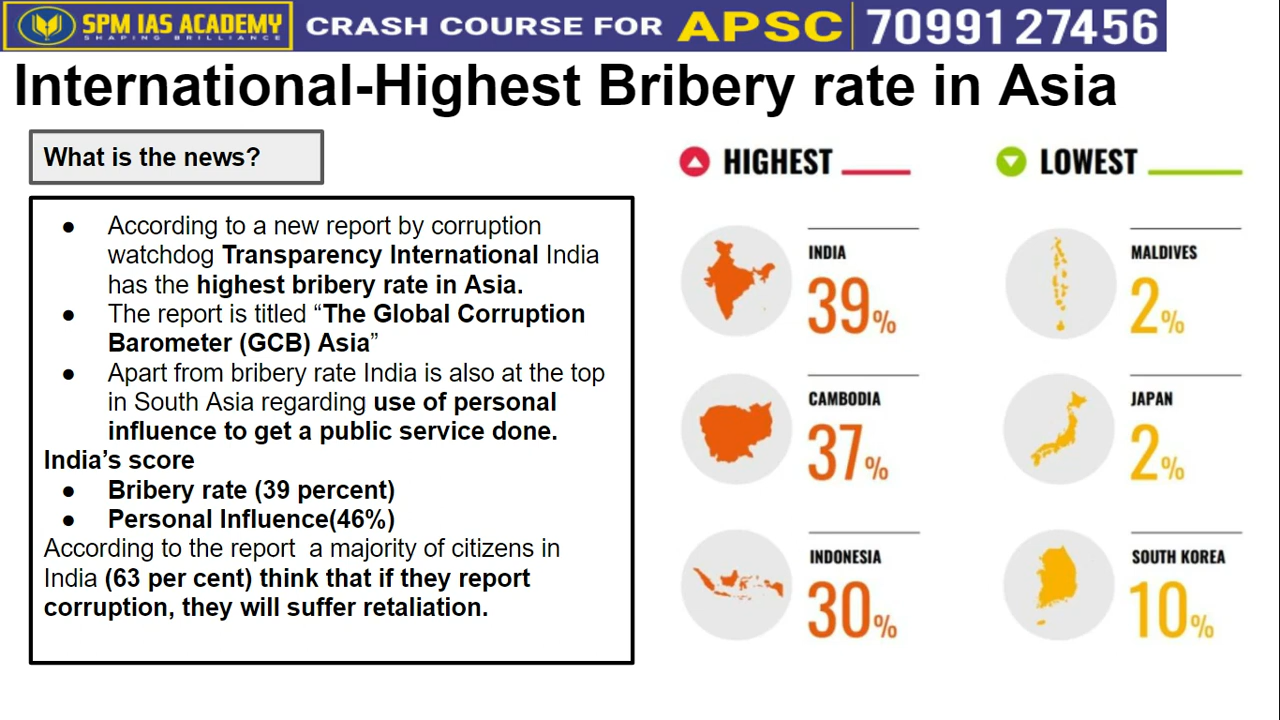 SPM IAS ACADEMY
SHAPING BRILLIANCE
CRASH COURSE FOR APSC 7099127456
International-Highest Bribery rate in Asia
What is the news?
● According to a new report by corruption
watchdog Transparency International India
has the highest bribery rate in Asia.
● The report is titled “The Global Corruption
Barometer (GCB) Asia”
● Apart from bribery rate India is also at the top
in South Asia regarding use of personal
influence to get a public service done.
India’s score
● Bribery rate (39 percent)
● Personal Influence(46%)
According to the report a majority of citizens in
India (63 per cent) think that if they report
corruption, they will suffer retaliation.
HIGHEST
INDIA
39%
CAMBODIA
37%
INDONESIA
30%
LOWEST
MALDIVES
2%
JAPAN
2%
SOUTH KOREA
10%